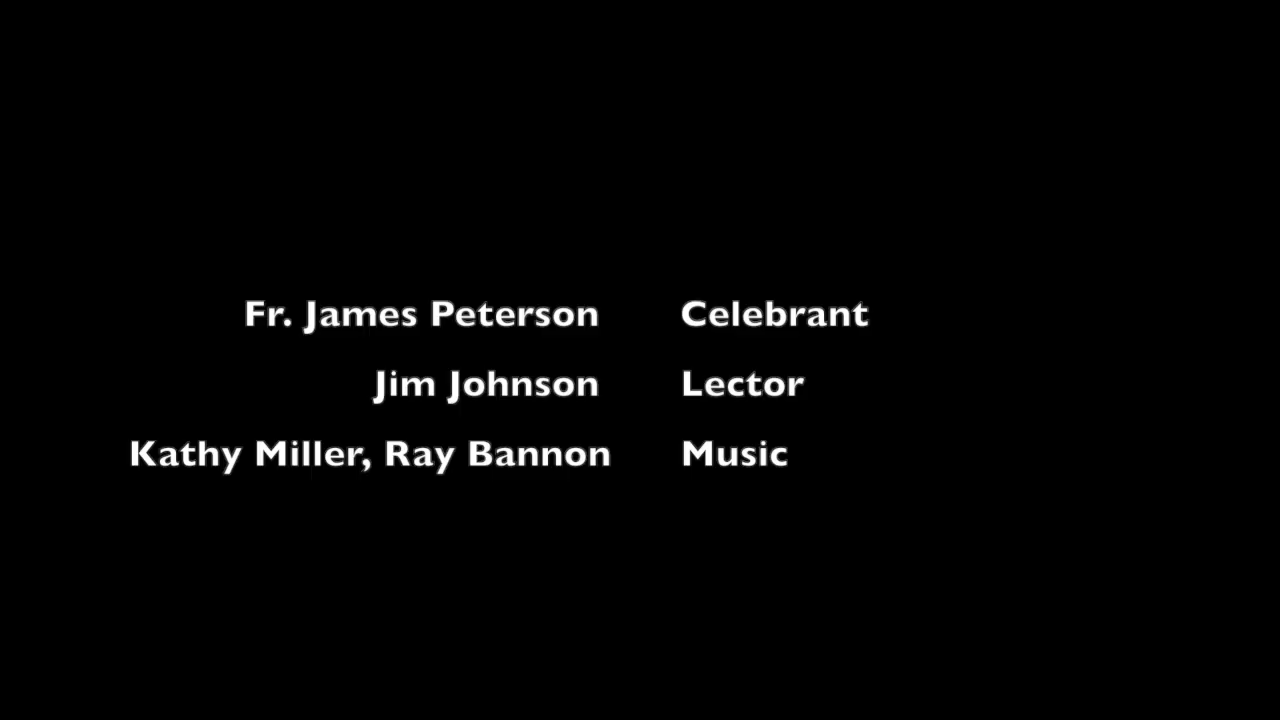 Fr. James Peterson Celebrant
Jim Johnson Lector
Kathy Miller, Ray Bannon Music